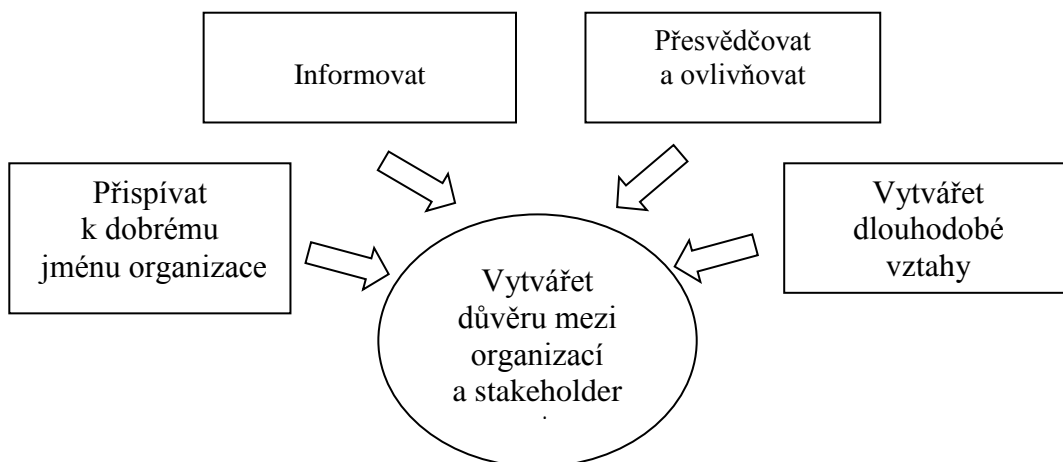 Informovat
Přesvědčovat
a ovlivňovat
Přispívat
k dobrému
jménu organizace
Vytvářet
dlouhodobé
vztahy
Vytvářet
důvěru mezi
organizací
a stakeholder
.